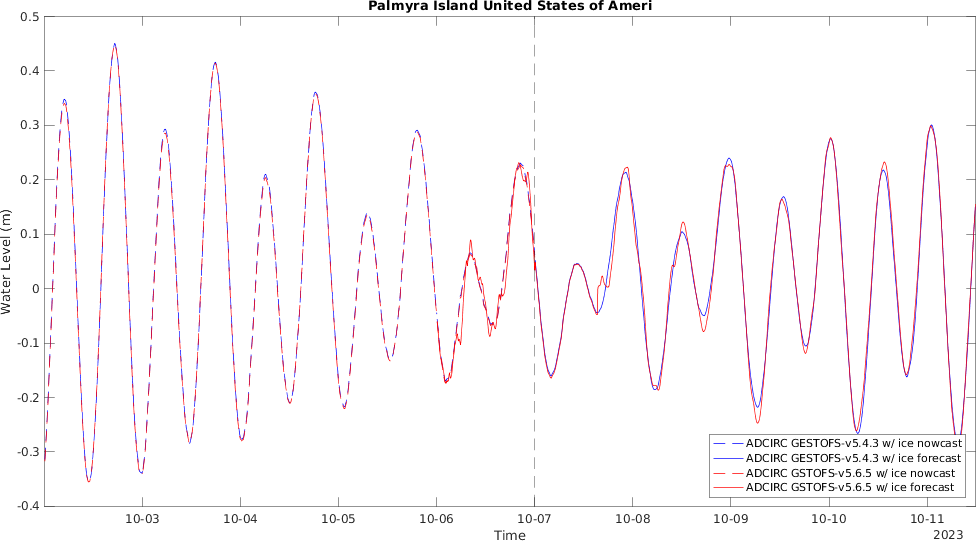 Palmyra Island United States of Ameri
0.5
0.4
0.3
0.2
0.1
0
-0.1
-0.2
-0.3
-0.4
Water Level (m)
ADCIRC GESTOFS-v5.4.3 w/ ice nowcast
ADCIRC GESTOFS-v5.4.3 w/ ice forecast
ADCIRC GSTOFS-v5.6.5 w/ ice nowcast
ADCIRC GSTOFS-v5.6.5 w/ ice forecast
10-03 10-04 10-05 10-06 10-07 10-08 10-09 10-10 10-11
Time
2023